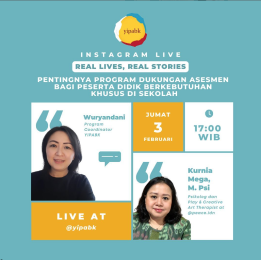 yipabk
INSTAGRAM LIVE
REAL LIVES, REAL STORIES
PENTINGNYA PROGRAM DUKUNGAN ASESMEN
BAGI PESERTA DIDIK BERKEBUTUHAN
KHUSUS DI SEKOLAH
Wuryandani
Program
Coordinator
YIPABK
JUMAT
3
FEBRUARI
17:00
WIB
LIVE AT
@yipabk
Kurnia
Mega,
M. Psi
Psikolog dan
Play & Creative
Art Therapist at